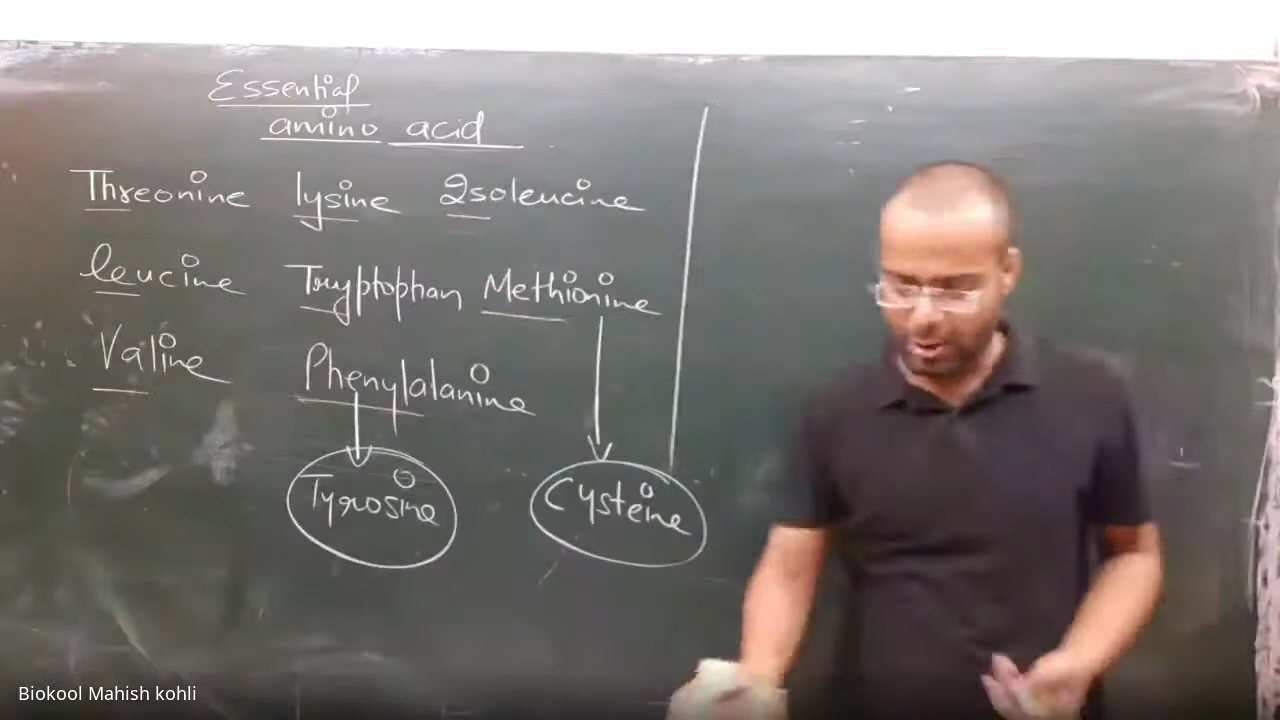 Essential
amino acid
Threonine lysine Isoleucine
leucine Tryptophan Methionine
Valine Phenylalanine
Tyrosine Cysteine
Biokool Mahish kohli